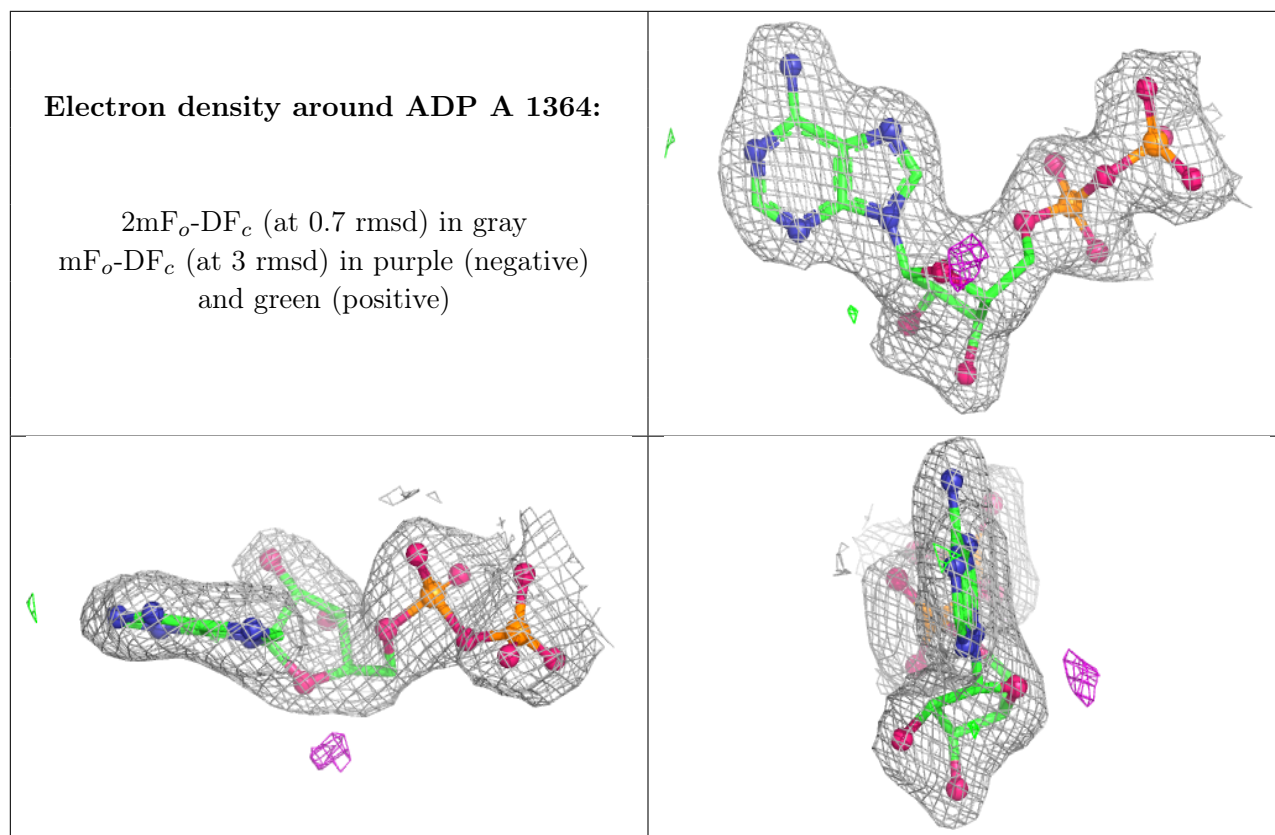 Electron density around ADP A 1364:
2mFₒ-DF𝑐 (at 0.7 rmsd) in gray
mFₒ-DF𝑐 (at 3 rmsd) in purple (negative)
and green (positive)